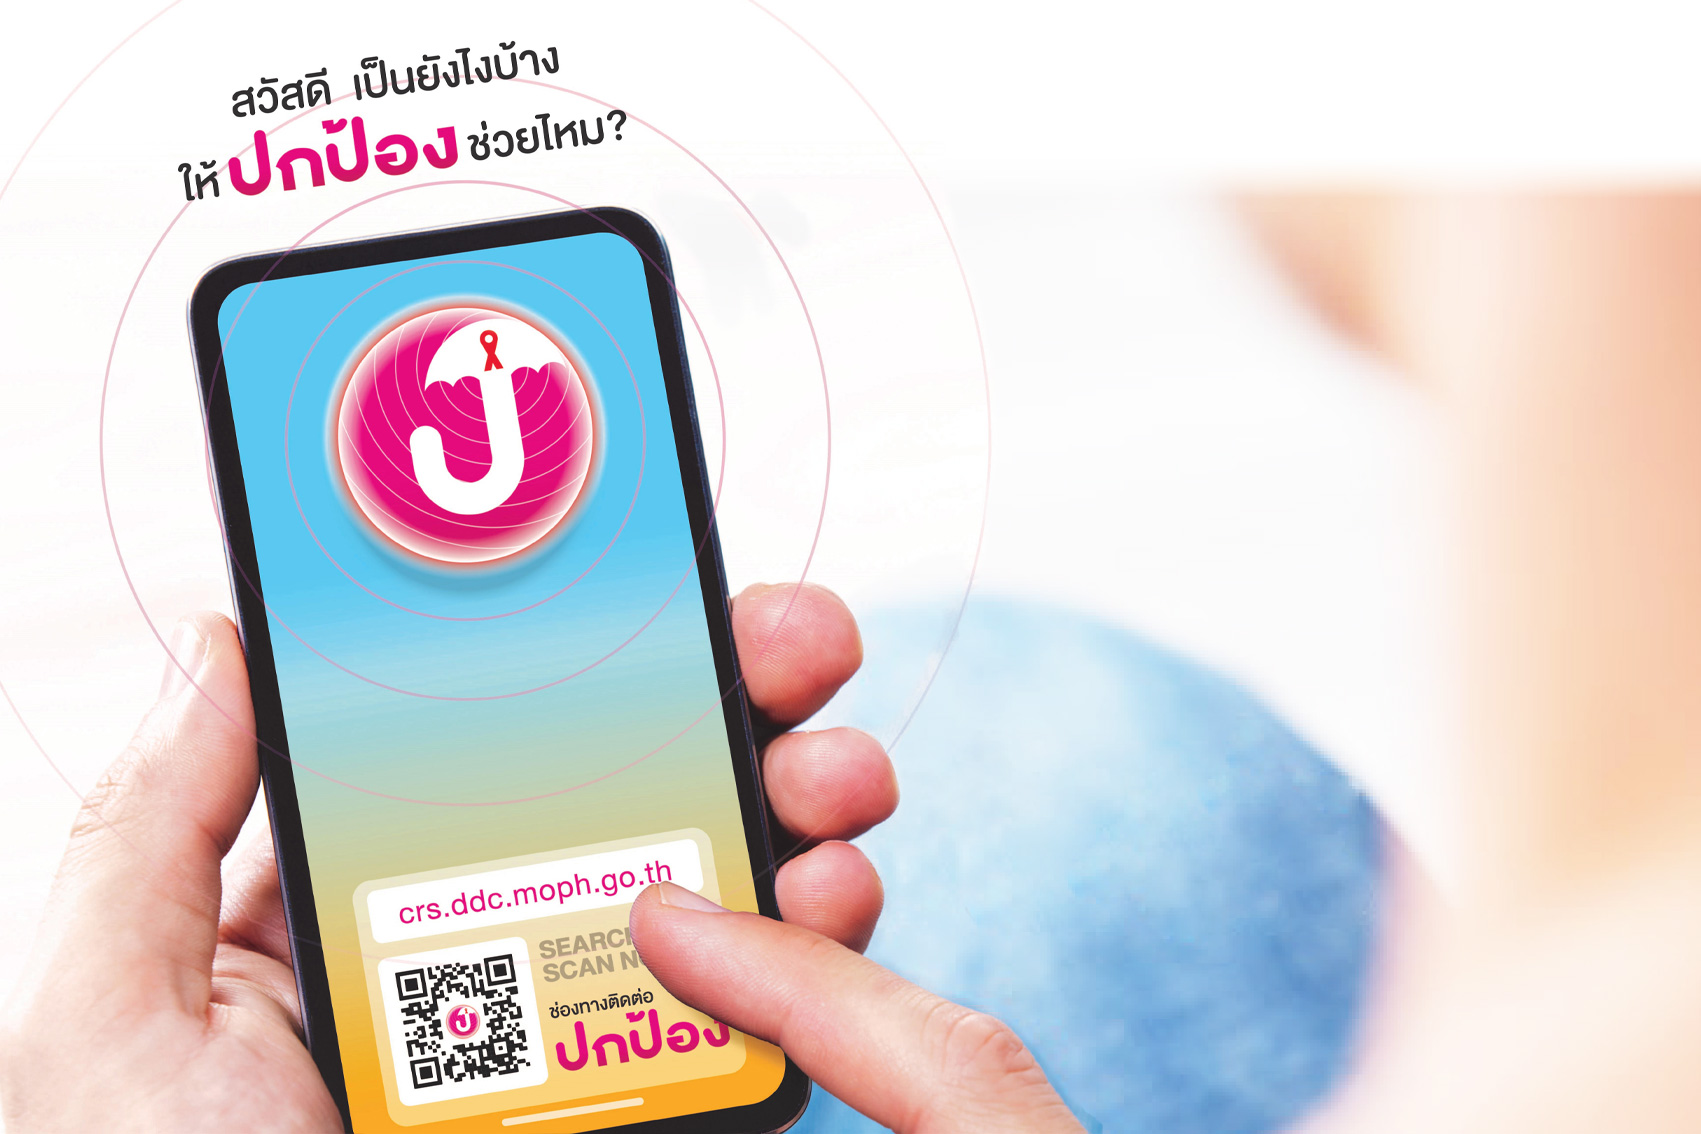 สวัสดี เป็นยังไงบ้าง
ให้ ปกป้อง ช่วยไหม?
crs.ddc.moph.go.th
SEARCH
SCAN
ช่องทางติดต่อ
ปกป้อง